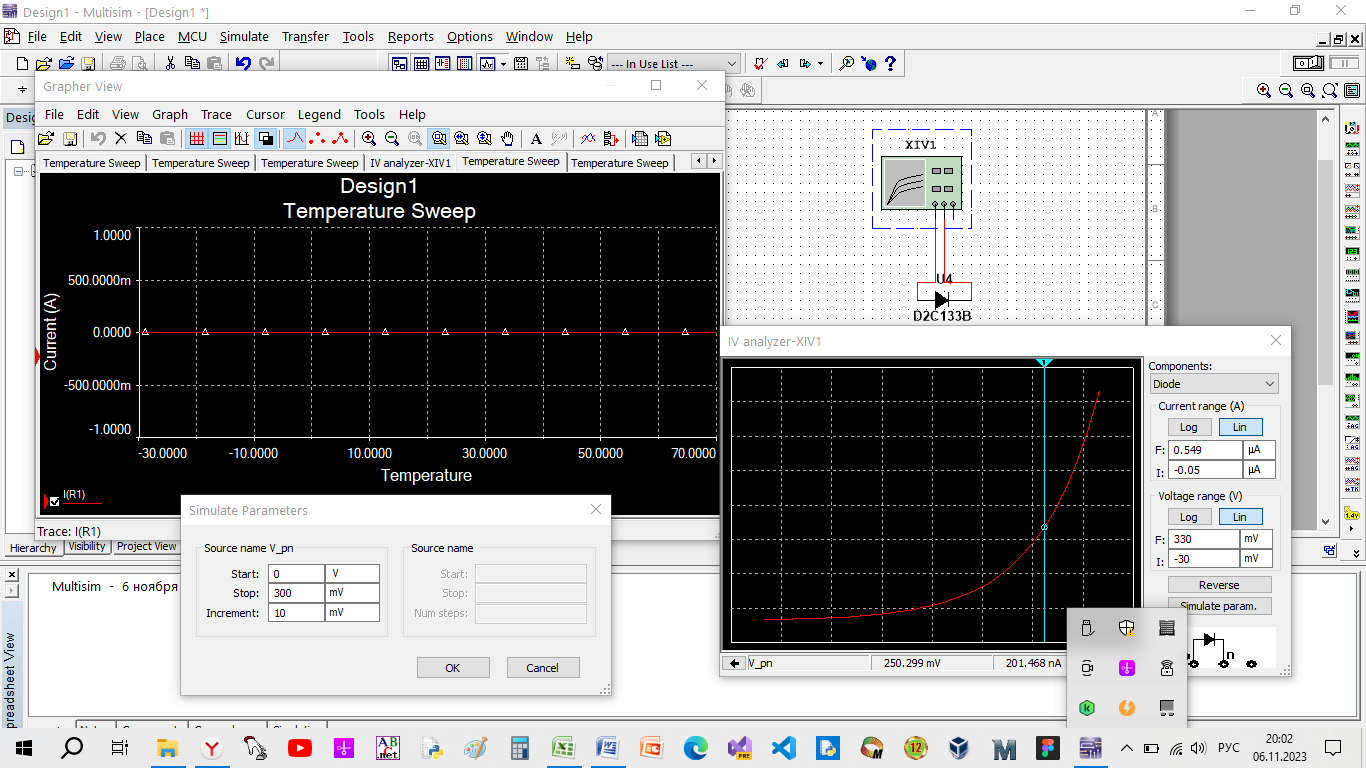 Design1 - Multisim - [Design1 *]
File Edit View Place MCU Simulate Transfer Tools Reports Options Window Help
--- In Use List ---
Grapher View
File Edit View Graph Trace Cursor Legend Tools Help
Temperature Sweep Temperature Sweep Temperature Sweep IV analyzer-XIV1 Temperature Sweep Temperature Sweep
Design1
Temperature Sweep
1.0000
500.0000m
0.0000
-500.0000m
-1.0000
Current (A)
-30.0000 -10.0000 10.0000 30.0000 50.0000 70.0000
Temperature
I(R1)
Trace: I(R1)
Hierarchy Visibility Project View
A
B
C
XIV1
U4
D2C133B
IV analyzer-XIV1
1
Components:
Diode
Current range (A)
Log Lin
F: 0.549 µA
I: -0.05 µA
Voltage range (V)
Log Lin
F: 330 mV
I: -30 mV
Reverse
Simulate param.
n
V_pn 250.299 mV 201.468 nA
Simulate Parameters
Source name V_pn
Start: 0 V
Stop: 300 mV
Increment: 10 mV
Source name
Start:
Stop:
Num steps:
OK Cancel
Multisim - 6 ноября
preadsheet View
AB
.net
PRE
12
M
РУС
20:02
06.11.2023